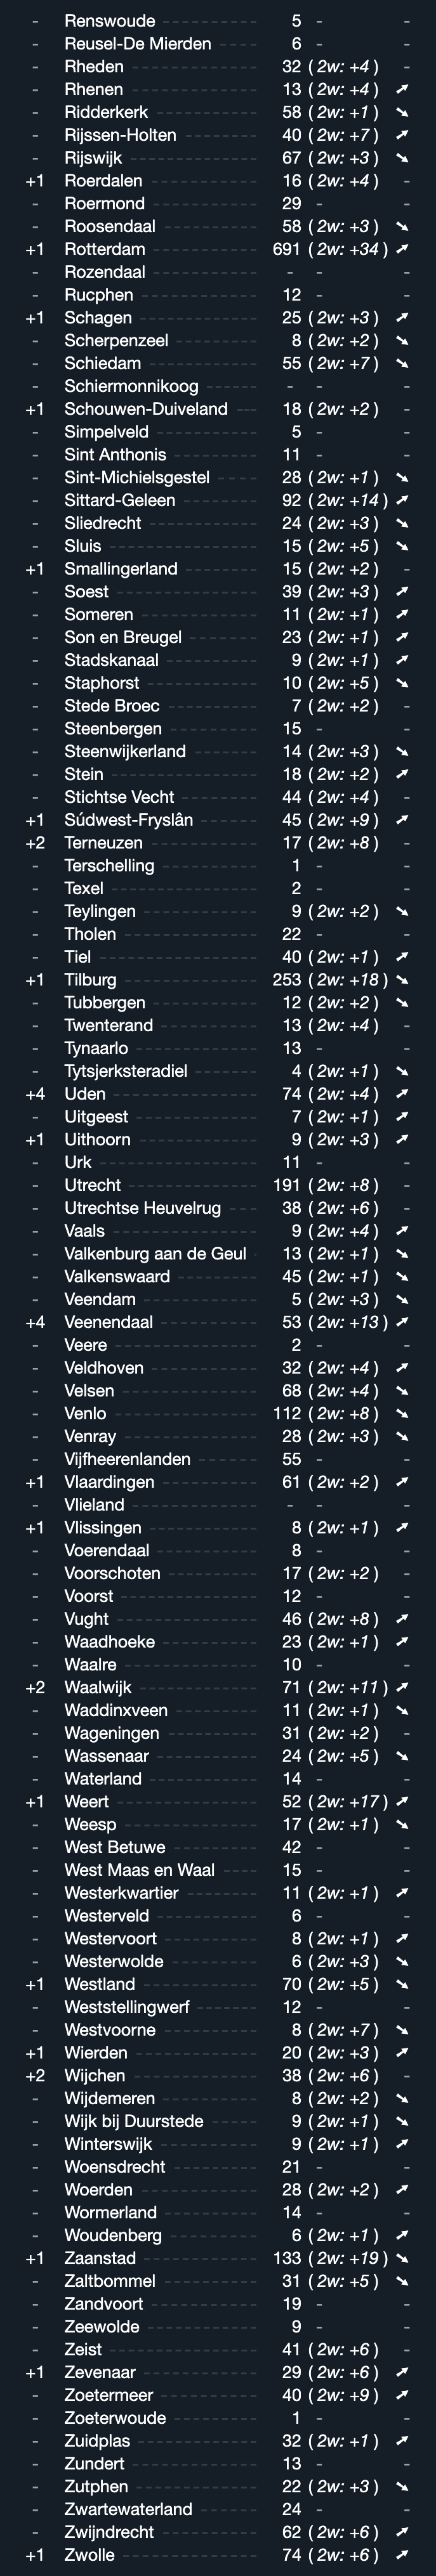 - Renswoude 5 - -
- Reusel-De Mierden 6 - -
- Rheden 32 (2w: +4) -
- Rhenen 13 (2w: +4) ➚
- Ridderkerk 58 (2w: +1) ➘
- Rijssen-Holten 40 (2w: +7) ➚
- Rijswijk 67 (2w: +3) ➘
+1 Roerdalen 16 (2w: +4) -
- Roermond 29 - -
- Roosendaal 58 (2w: +3) ➘
+1 Rotterdam 691 (2w: +34) ➚
- Rozendaal - - -
- Rucphen 12 - -
+1 Schagen 25 (2w: +3) ➚
- Scherpenzeel 8 (2w: +2) ➘
- Schiedam 55 (2w: +7) ➘
- Schiermonnikoog - - -
+1 Schouwen-Duiveland 18 (2w: +2) -
- Simpelveld 5 - -
- Sint Anthonis 11 - -
- Sint-Michielsgestel 28 (2w: +1) ➘
- Sittard-Geleen 92 (2w: +14) ➚
- Sliedrecht 24 (2w: +3) ➘
- Sluis 15 (2w: +5) ➘
+1 Smallingerland 15 (2w: +2) -
- Soest 39 (2w: +3) ➚
- Someren 11 (2w: +1) ➚
- Son en Breugel 23 (2w: +1) ➚
- Stadskanaal 9 (2w: +1) ➚
- Staphorst 10 (2w: +5) ➘
- Stede Broec 7 (2w: +2) -
- Steenbergen 15 - -
- Steenwijkerland 14 (2w: +3) ➘
- Stein 18 (2w: +2) ➚
- Stichtse Vecht 44 (2w: +4) -
+1 Súdwest-Fryslân 45 (2w: +9) ➚
+2 Terneuzen 17 (2w: +8) -
- Terschelling 1 - -
- Texel 2 - -
- Teylingen 9 (2w: +2) ➘
- Tholen 22 - -
- Tiel 40 (2w: +1) ➚
+1 Tilburg 253 (2w: +18) ➘
- Tubbergen 12 (2w: +2) ➘
- Twenterand 13 (2w: +4) -
- Tynaarlo 13 - -
- Tytsjerksteradiel 4 (2w: +1) ➘
+4 Uden 74 (2w: +4) ➚
- Uitgeest 7 (2w: +1) ➚
+1 Uithoorn 9 (2w: +3) ➚
- Urk 11 - -
- Utrecht 191 (2w: +8) -
- Utrechtse Heuvelrug 38 (2w: +6) -
- Vaals 9 (2w: +4) ➚
- Valkenburg aan de Geul 13 (2w: +1) ➘
- Valkenswaard 45 (2w: +1) ➘
- Veendam 5 (2w: +3) ➘
+4 Veenendaal 53 (2w: +13) ➚
- Veere 2 - -
- Veldhoven 32 (2w: +4) ➚
- Velsen 68 (2w: +4) ➘
- Venlo 112 (2w: +8) ➘
- Venray 28 (2w: +3) ➘
- Vijfheerenlanden 55 - -
+1 Vlaardingen 61 (2w: +2) ➚
- Vlieland - - -
+1 Vlissingen 8 (2w: +1) ➚
- Voerendaal 8 - -
- Voorschoten 17 (2w: +2) -
- Voorst 12 - -
- Vught 46 (2w: +8) ➚
- Waadhoeke 23 (2w: +1) ➚
- Waalre 10 - -
+2 Waalwijk 71 (2w: +11) ➚
- Waddinxveen 11 (2w: +1) ➘
- Wageningen 31 (2w: +2) -
- Wassenaar 24 (2w: +5) ➘
- Waterland 14 - -
+1 Weert 52 (2w: +17) ➚
- Weesp 17 (2w: +1) ➘
- West Betuwe 42 - -
- West Maas en Waal 15 - -
- Westerkwartier 11 (2w: +1) ➚
- Westerveld 6 - -
- Westervoort 8 (2w: +1) ➚
- Westerwolde 6 (2w: +3) ➘
+1 Westland 70 (2w: +5) ➘
- Weststellingwerf 12 - -
- Westvoorne 8 (2w: +7) ➘
+1 Wierden 20 (2w: +3) ➚
+2 Wijchen 38 (2w: +6) -
- Wijdemeren 8 (2w: +2) ➘
- Wijk bij Duurstede 9 (2w: +1) ➘
- Winterswijk 9 (2w: +1) ➚
- Woensdrecht 21 - -
- Woerden 28 (2w: +2) ➚
- Wormerland 14 - -
- Woudenberg 6 (2w: +1) ➚
+1 Zaanstad 133 (2w: +19) ➘
- Zaltbommel 31 (2w: +5) ➘
- Zandvoort 19 - -
- Zeewolde 9 - -
- Zeist 41 (2w: +6) -
+1 Zevenaar 29 (2w: +6) ➚
- Zoetermeer 40 (2w: +9) ➚
- Zoeterwoude 1 - -
- Zuidplas 32 (2w: +1) ➚
- Zundert 13 - -
- Zutphen 22 (2w: +3) ➘
- Zwartewaterland 24 - -
- Zwijndrecht 62 (2w: +6) ➚
+1 Zwolle 74 (2w: +6) ➚